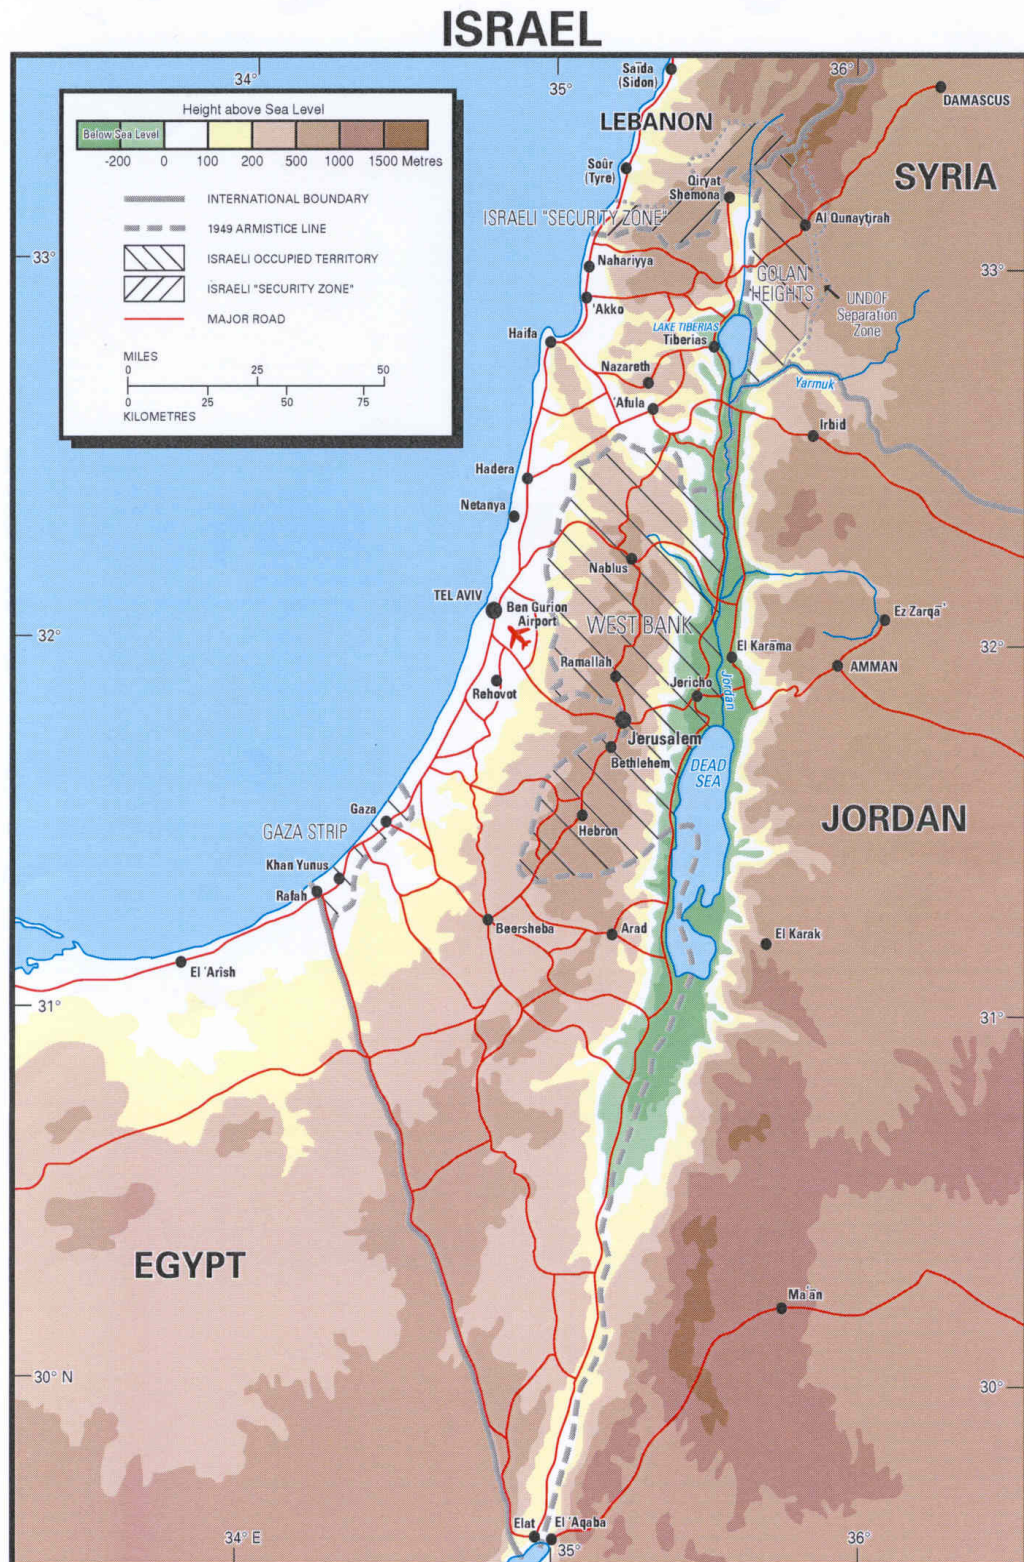 ISRAEL
34°
35°
36°
Height above Sea Level
Below Sea Level
-200 0 100 200 500 1000 1500 Metres
INTERNATIONAL BOUNDARY
1949 ARMISTICE LINE
ISRAELI OCCUPIED TERRITORY
ISRAELI "SECURITY ZONE"
MAJOR ROAD
MILES
0 25 50
0 25 50 75
KILOMETRES
Saīda
(Sidon)
DAMASCUS
LEBANON
SYRIA
Soûr
(Tyre)
Qiryat
Shemona
ISRAELI "SECURITY ZONE"
Al Qunayţirah
33°
Nahariyya
GOLAN
HEIGHTS
33°
'Akko
UNDOF
Separation
Zone
Haifa
LAKE TIBERIAS
Tiberias
Nazareth
Yarmuk
'Afula
Irbid
Hadera
Netanya
Nablus
TEL AVIV
Ben Gurion
Airport
WEST BANK
Ez Zarqā'
32°
El Karāma
32°
Ramallāh
AMMAN
Rehovot
Jericho
Jordan
Jerusalem
Bethlehem
DEAD
SEA
Gaza
GAZA STRIP
Hebron
JORDAN
Khan Yunus
Rafah
Beersheba
Arad
El Karak
El 'Arīsh
31°
31°
EGYPT
Ma'ān
30° N
30°
Elat
El 'Aqaba
34° E
35°
36°